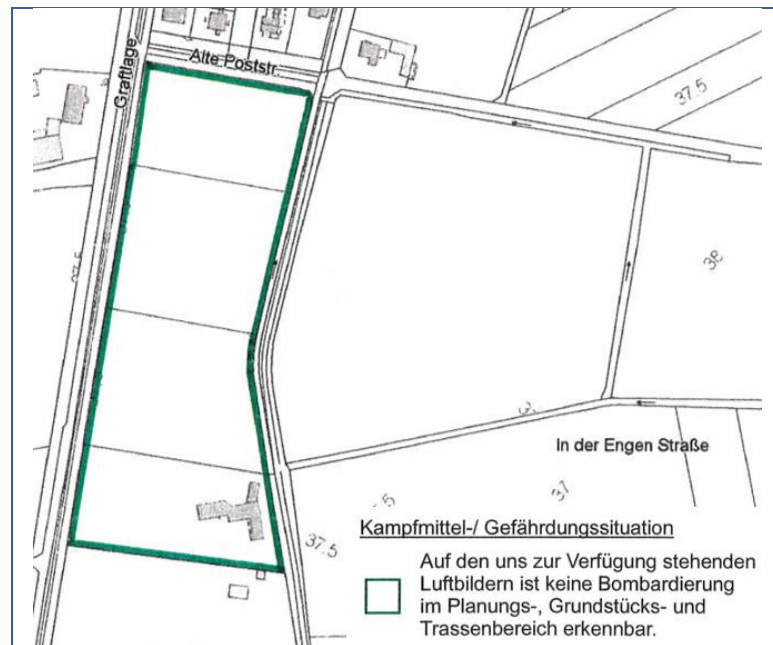 Graftlage
Alte Poststr.
37.5
38
In der Engen Straße
37
37.5
Kampfmittel-/ Gefährdungssituation
Auf den uns zur Verfügung stehenden
Luftbildern ist keine Bombardierung
im Planungs-, Grundstücks- und
Trassenbereich erkennbar.